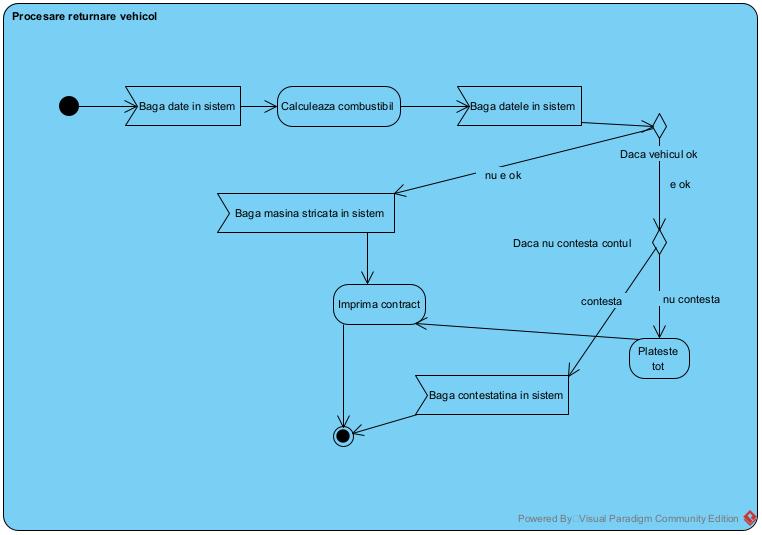 Procesare returnare vehicol
Baga date in sistem
Calculeaza combustibil
Baga datele in sistem
Daca vehicul ok
nu e ok
e ok
Baga masina stricata in sistem
Daca nu contesta contul
contesta
nu contesta
Imprima contract
Plateste
tot
Baga contestatina in sistem
Powered By Visual Paradigm Community Edition